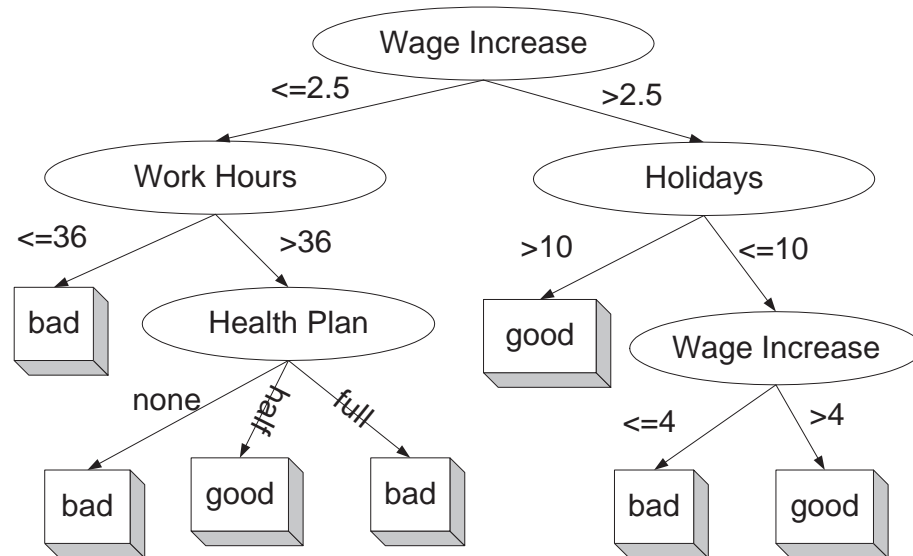 Wage Increase
<=2.5 >2.5
Work Hours Holidays
<=36 >36 >10 <=10
bad Health Plan good Wage Increase
none half full <=4 >4
bad good bad bad good